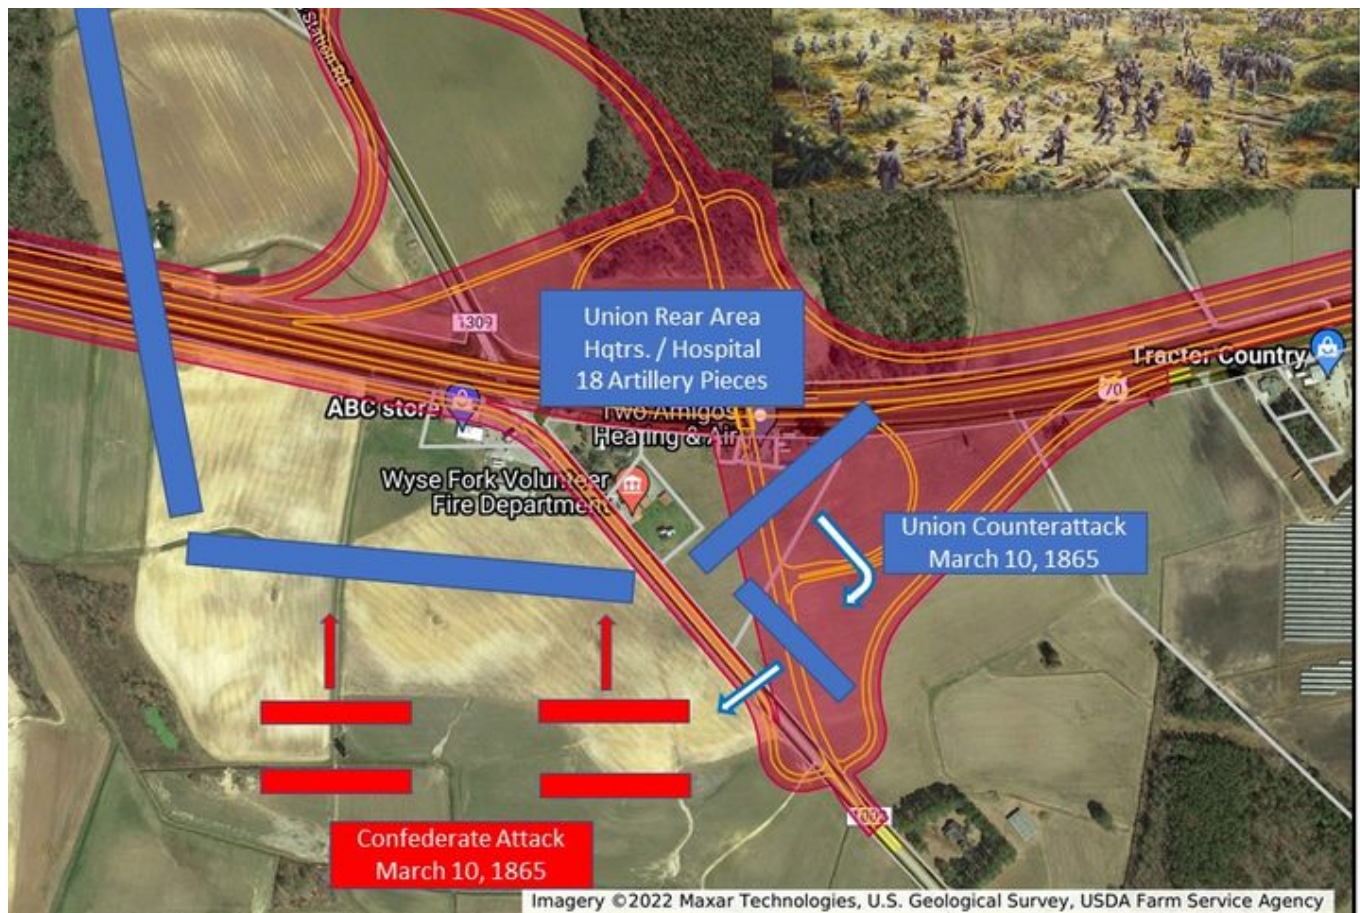 Station Rd
1309
Union Rear Area
Hqtrs. / Hospital
18 Artillery Pieces
Tractor Country
70
ABC store
Two Amigos
Heating & Air
Wyse Fork Volunteer
Fire Department
Union Counterattack
March 10, 1865
Confederate Attack
March 10, 1865
Imagery ©2022 Maxar Technologies, U.S. Geological Survey, USDA Farm Service Agency